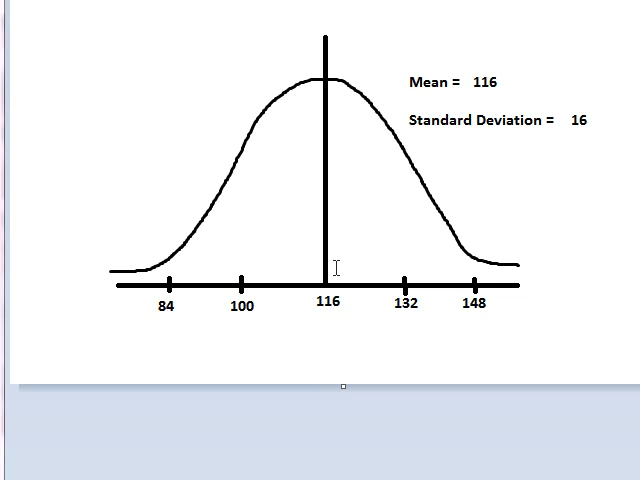 Mean = 116
Standard Deviation = 16
84 100 116 132 148